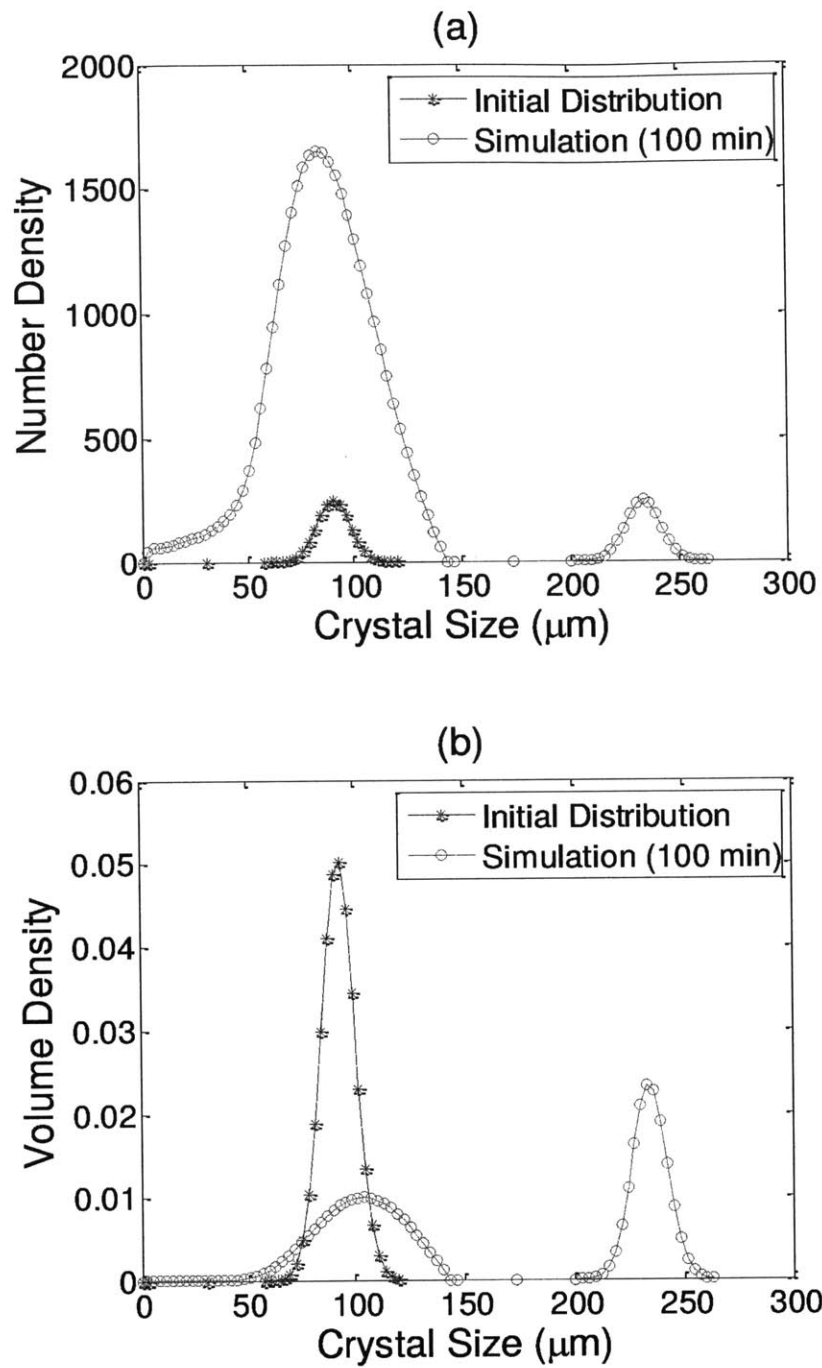 (a)
2000
1500
1000
500
0
Number Density
Initial Distribution
Simulation (100 min)
0 50 100 150 200 250 300
Crystal Size (μm)
(b)
0.06
0.05
0.04
0.03
0.02
0.01
0
Volume Density
Initial Distribution
Simulation (100 min)
0 50 100 150 200 250 300
Crystal Size (μm)